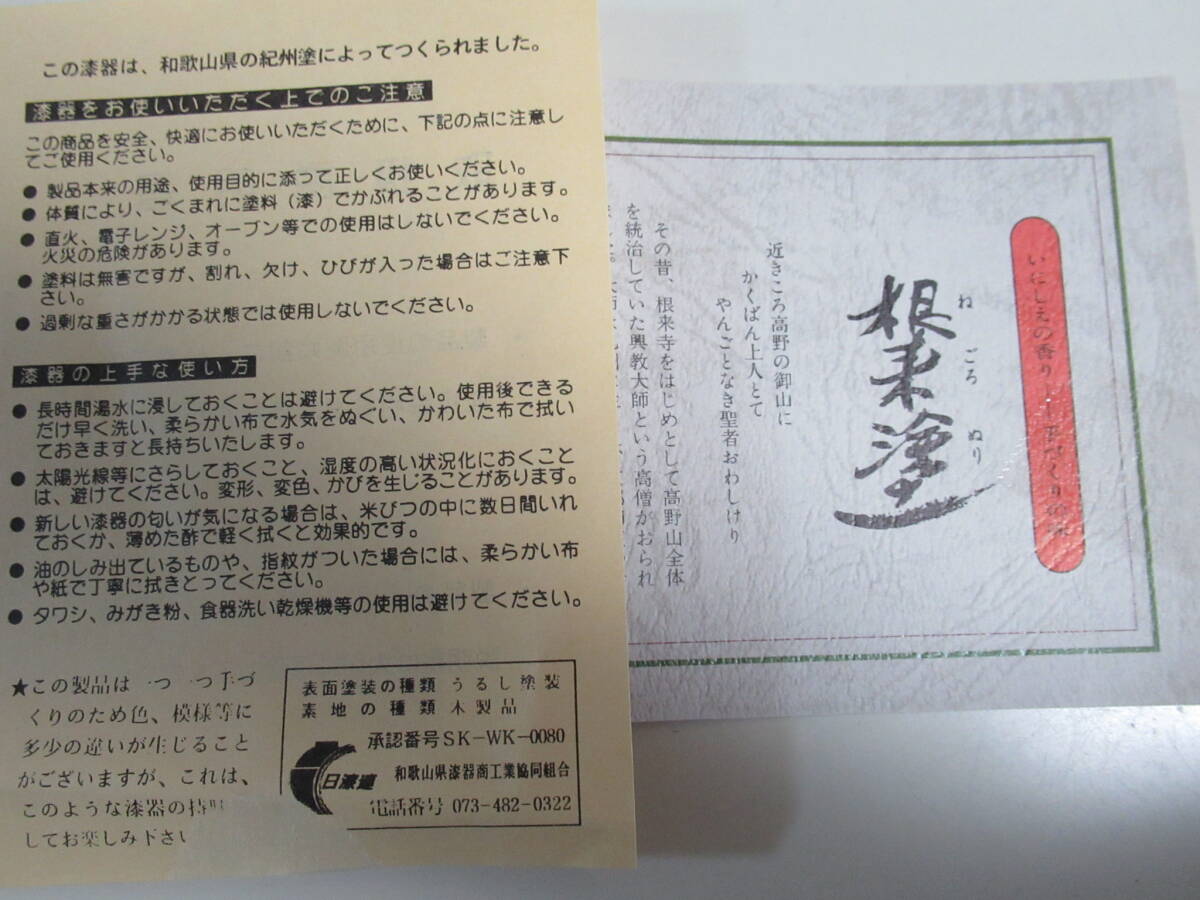 この漆器は、和歌山県の紀州塗によってつくられました。
漆器をお使いいただく上でのご注意
この商品を安全、快適にお使いいただくために、下記の点に注意し
てご使用ください。
● 製品本来の用途、使用目的に添って正しくお使いください。
● 体質により、ごくまれに塗料（漆）でかぶれることがあります。
● 直火、電子レンジ、オーブン等での使用はしないでください。
火災の危険があります。
● 塗料は無害ですが、割れ、欠け、ひびが入った場合はご注意下
さい。
● 過剰な重さがかかる状態では使用しないでください。
漆器の上手な使い方
● 長時間湯水に浸しておくことは避けてください。使用後できる
だけ早く洗い、柔らかい布で水気をぬぐい、かわいた布で拭い
ておきますと長持ちいたします。
● 太陽光線等にさらしておくこと、湿度の高い状況化におくこと
は、避けてください。変形、変色、かびを生じることがあります。
● 新しい漆器の匂いが気になる場合は、米びつの中に数日間いれ
ておくか、薄めた酢で軽く拭くと効果的です。
● 油のしみ出ているものや、指紋がついた場合には、柔らかい布
や紙で丁寧に拭きとってください。
● タワシ、みがき粉、食器洗い乾燥機等の使用は避けてください。
★この製品は一つ一つ手づ
くりのため色、模様等に
多少の違いが生じること
がございますが、これは、
このような漆器の持
してお楽しみ下さい
表面塗装の種類 うるし塗装
素地の種類 木製品
承認番号SK-WK-0080
日漆連
和歌山県漆器商工業協同組合
電話番号 073-482-0322
いにしえの香り
根来塗
ねごろぬり
近きころ高野の御山に
かくばん上人とて
やんごとなき聖者おわしけり
その昔、根来寺をはじめとして高野山全体
を統治していた興教大師という高僧がおられ